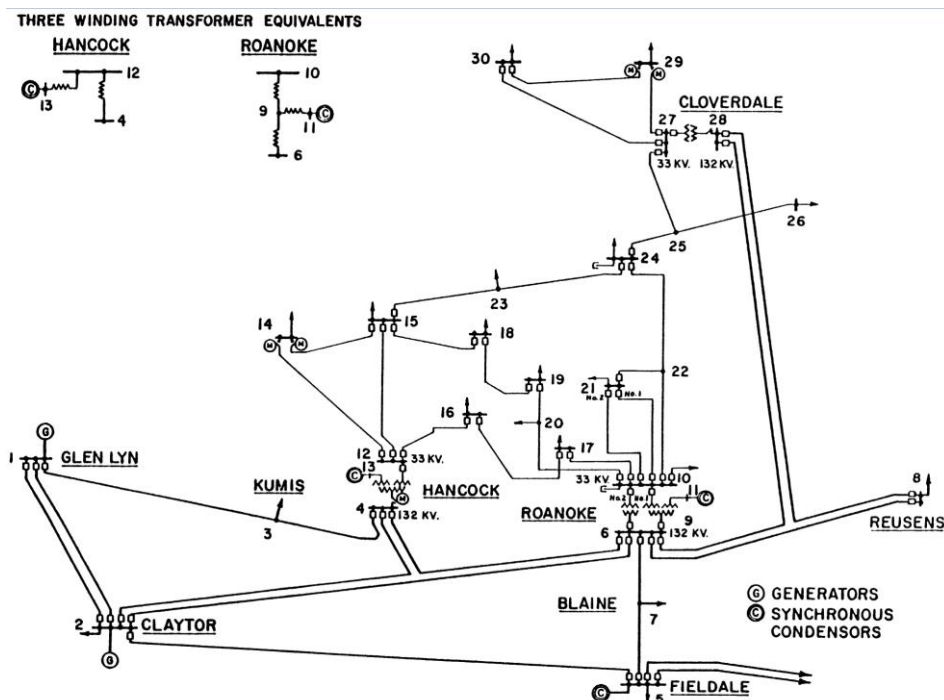 THREE WINDING TRANSFORMER EQUIVALENTS
HANCOCK
ROANOKE
12
13
C
4
10
9
11
C
6
30
29
M
M
CLOVERDALE
27
28
33 KV.
132 KV.
26
25
24
C
23
14
M
M
15
18
19
22
21
No.2
No.1
16
20
17
12
33 KV.
13
C
HANCOCK
M
4
132 KV.
33 KV.
10
No.2
No.1
11
C
ROANOKE
9
6
132 KV.
8
REUSENS
G
1
GLEN LYN
KUMIS
3
BLAINE
7
2
CLAYTOR
G
G GENERATORS
C SYNCHRONOUS
CONDENSORS
C
5
FIELDALE